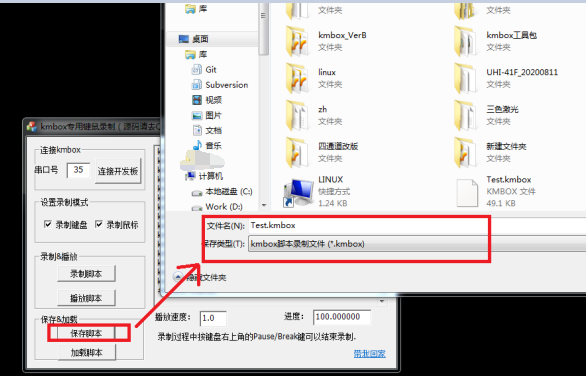 库
桌面
库
Git
Subversion
视频
图片
文档
音乐
计算机
本地磁盘 (C:)
Work (D:)
文件夹
文件夹
kmbox_VerB
文件夹
kmbox工具包
文件夹
linux
文件夹
UHI-41F_20200811
文件夹
zh
文件夹
三色激光
文件夹
四通道改版
文件夹
新建文件夹
文件夹
LINUX
快捷方式
1.24 KB
Test.kmbox
KMBOX 文件
49.1 KB
文件名(N):
Test.kmbox
保存类型(T):
kmbox脚本录制文件 (*.kmbox)
隐藏文件夹
kmbox专用键鼠录制（源码请去
连接kmbox
串口号
35
连接开发板
设置录制模式
录制键盘
录制鼠标
录制&播放
录制脚本
播放脚本
保存&加载
保存脚本
加载脚本
播放速度:
1.0
进度:
100.000000
录制过程中按键盘右上角的Pause/Break键可以结束录制.
带我回家